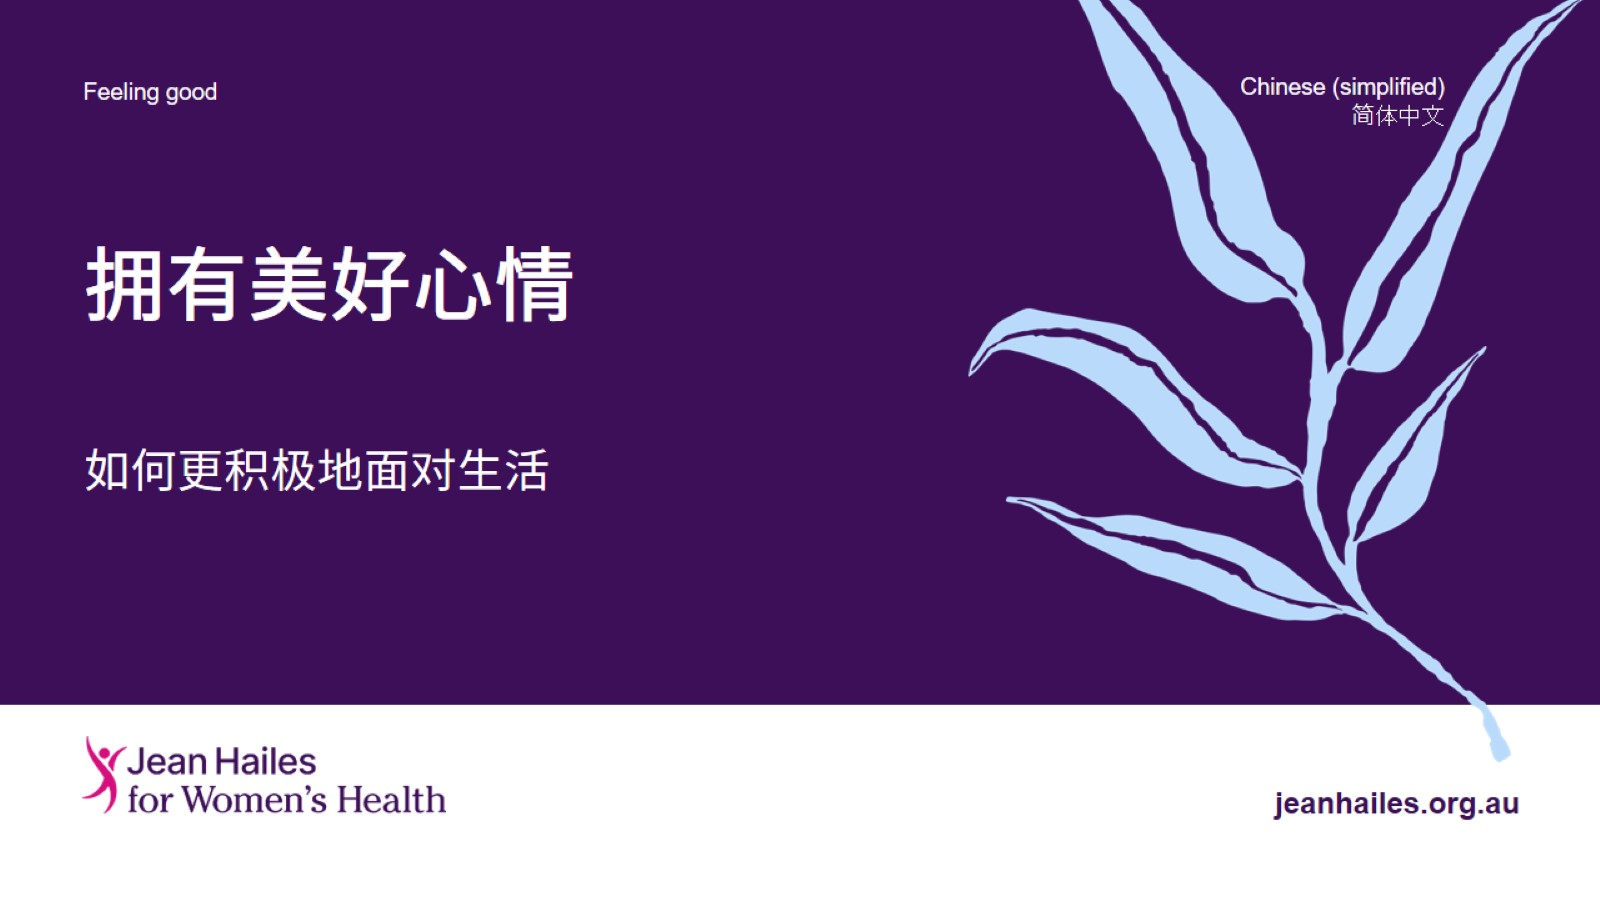 Feeling good
Chinese (simplified)
简体中文
拥有美好心情
如何更积极地面对生活
Jean Hailes
for Women's Health
jeanhailes.org.au